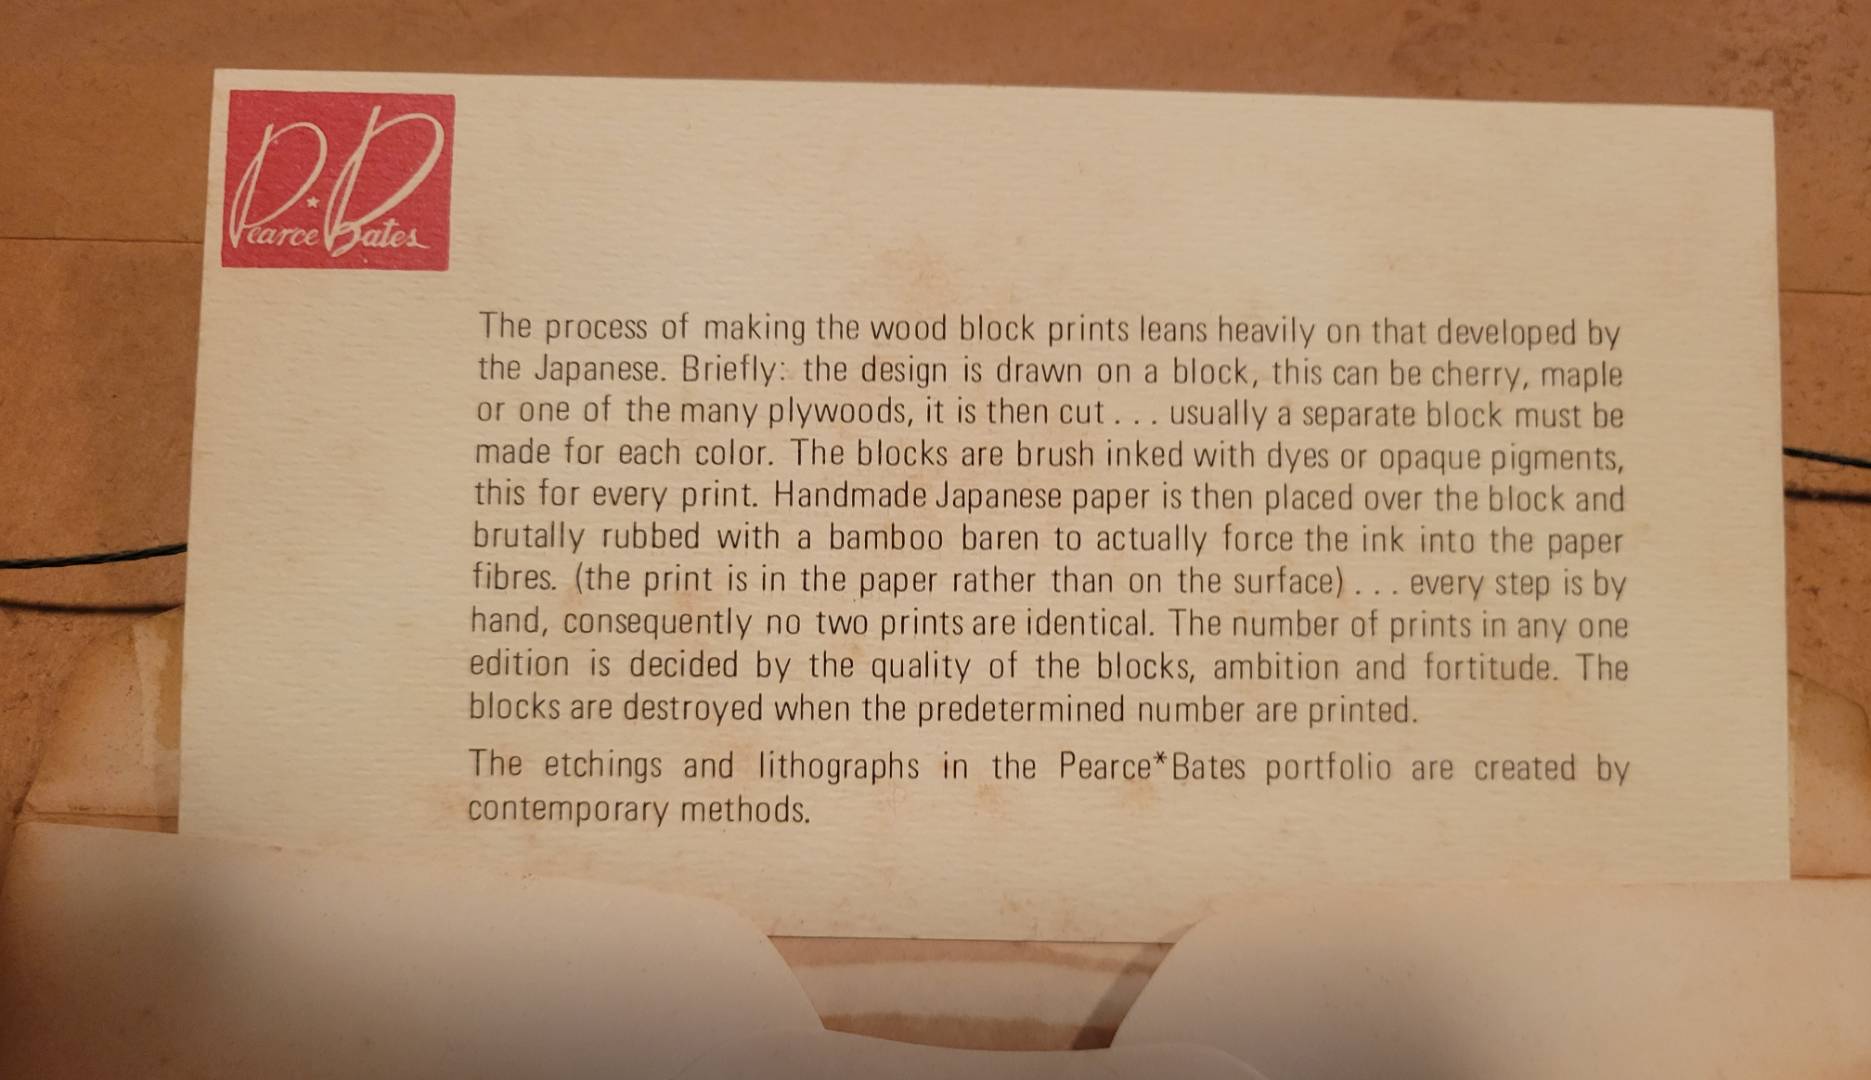 Pearce * Bates
The process of making the wood block prints leans heavily on that developed by
the Japanese. Briefly: the design is drawn on a block, this can be cherry, maple
or one of the many plywoods, it is then cut . . . usually a separate block must be
made for each color. The blocks are brush inked with dyes or opaque pigments,
this for every print. Handmade Japanese paper is then placed over the block and
brutally rubbed with a bamboo baren to actually force the ink into the paper
fibres. (the print is in the paper rather than on the surface) . . . every step is by
hand, consequently no two prints are identical. The number of prints in any one
edition is decided by the quality of the blocks, ambition and fortitude. The
blocks are destroyed when the predetermined number are printed.
The etchings and lithographs in the Pearce*Bates portfolio are created by
contemporary methods.